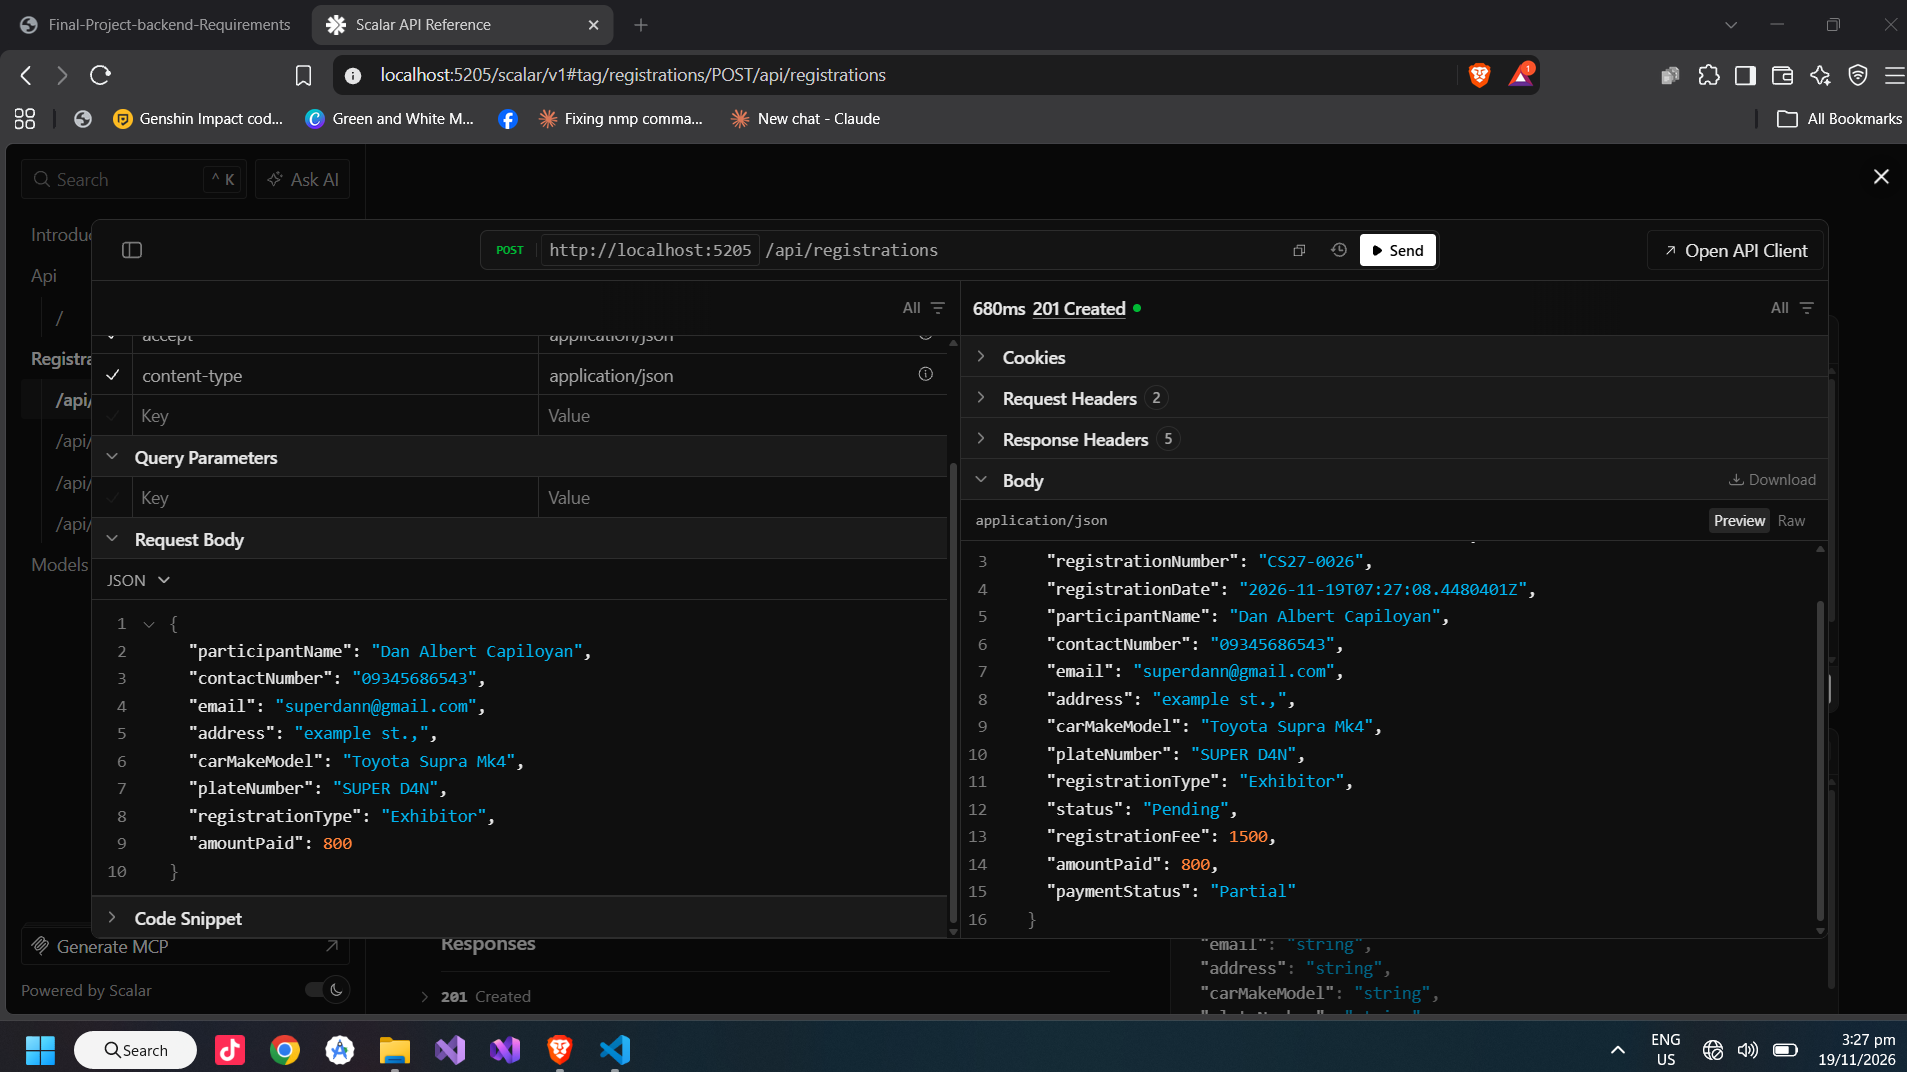 Final-Project-backend-Requirements
Scalar API Reference
localhost:5205/scalar/v1#tag/registrations/POST/api/registrations
1
Genshin Impact cod...
Green and White M...
Fixing nmp comma...
New chat - Claude
All Bookmarks
Search
^ K
Ask AI
Introduc
Api
/
Registra
/api/
/api/
/api/
/api/
Models
Generate MCP
Powered by Scalar
POST
http://localhost:5205
/api/registrations
Send
Open API Client
All
accept
application/json
content-type
application/json
Key
Value
Query Parameters
Key
Value
Request Body
JSON
1 {
2 "participantName": "Dan Albert Capiloyan",
3 "contactNumber": "09345686543",
4 "email": "superdann@gmail.com",
5 "address": "example st.,",
6 "carMakeModel": "Toyota Supra Mk4",
7 "plateNumber": "SUPER D4N",
8 "registrationType": "Exhibitor",
9 "amountPaid": 800
10 }
Code Snippet
680ms 201 Created
All
Cookies
Request Headers 2
Response Headers 5
Body
Download
application/json
Preview
Raw
3 "registrationNumber": "CS27-0026",
4 "registrationDate": "2026-11-19T07:27:08.4480401Z",
5 "participantName": "Dan Albert Capiloyan",
6 "contactNumber": "09345686543",
7 "email": "superdann@gmail.com",
8 "address": "example st.,",
9 "carMakeModel": "Toyota Supra Mk4",
10 "plateNumber": "SUPER D4N",
11 "registrationType": "Exhibitor",
12 "status": "Pending",
13 "registrationFee": 1500,
14 "amountPaid": 800,
15 "paymentStatus": "Partial"
16 }
Responses
201 Created
"email": "string",
"address": "string",
"carMakeModel": "string",
Search
ENG
US
3:27 pm
19/11/2026